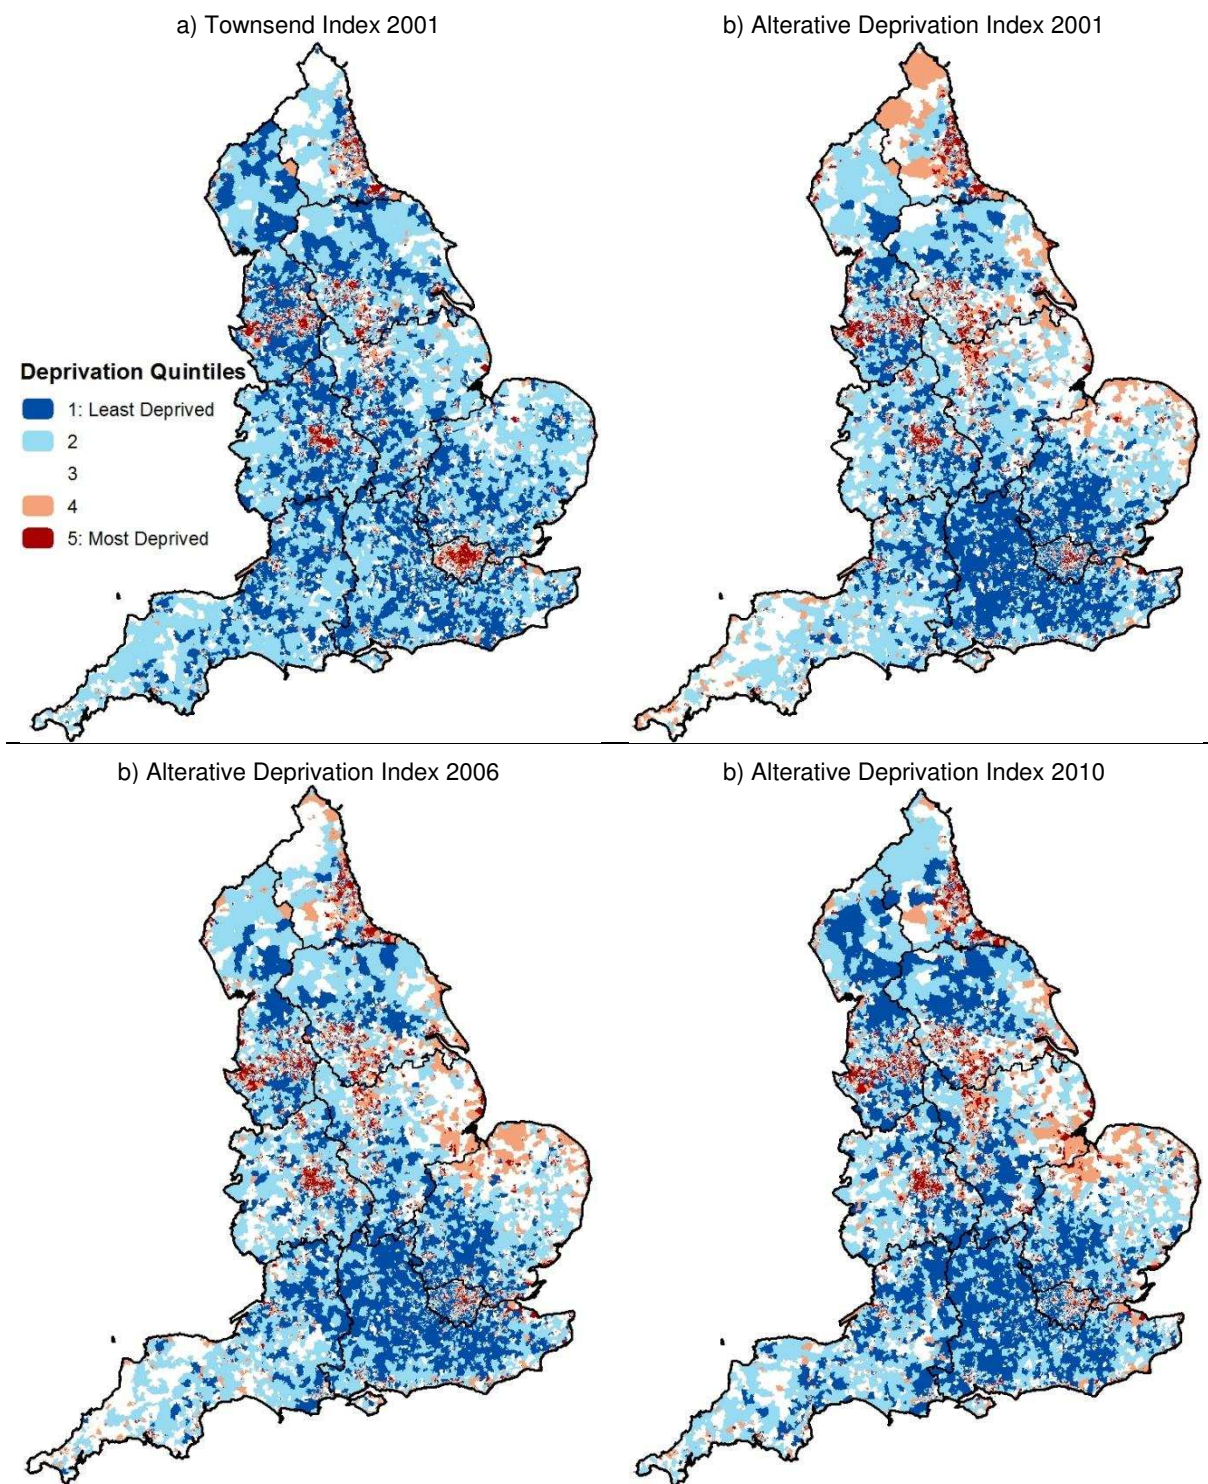 a) Townsend Index 2001
b) Alterative Deprivation Index 2001
Deprivation Quintiles
1: Least Deprived
2
3
4
5: Most Deprived
b) Alterative Deprivation Index 2006
b) Alterative Deprivation Index 2010